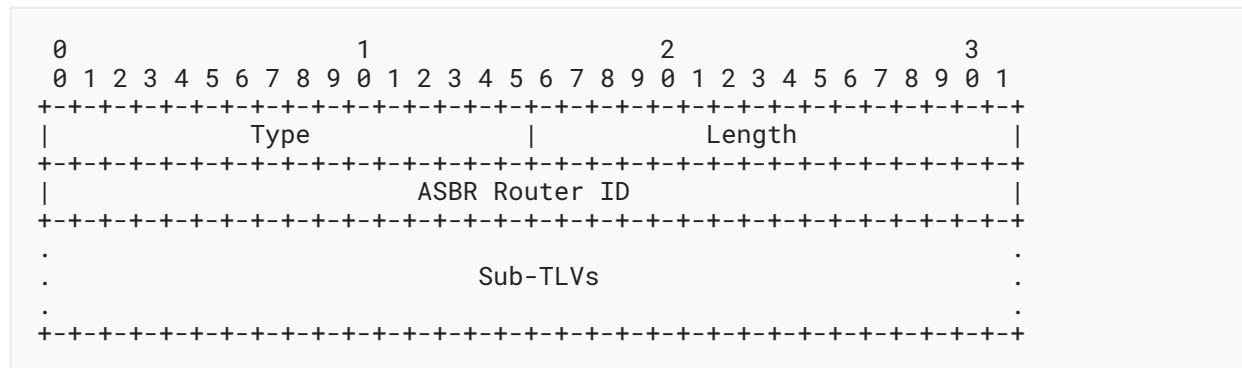 0                   1                   2                   3
 0 1 2 3 4 5 6 7 8 9 0 1 2 3 4 5 6 7 8 9 0 1 2 3 4 5 6 7 8 9 0 1
+-+-+-+-+-+-+-+-+-+-+-+-+-+-+-+-+-+-+-+-+-+-+-+-+-+-+-+-+-+-+-+-+
|             Type              |           Length              |
+-+-+-+-+-+-+-+-+-+-+-+-+-+-+-+-+-+-+-+-+-+-+-+-+-+-+-+-+-+-+-+-+
|                        ASBR Router ID                         |
+-+-+-+-+-+-+-+-+-+-+-+-+-+-+-+-+-+-+-+-+-+-+-+-+-+-+-+-+-+-+-+-+
.                                                               .
.                            Sub-TLVs                           .
.                                                               .
+-+-+-+-+-+-+-+-+-+-+-+-+-+-+-+-+-+-+-+-+-+-+-+-+-+-+-+-+-+-+-+-+